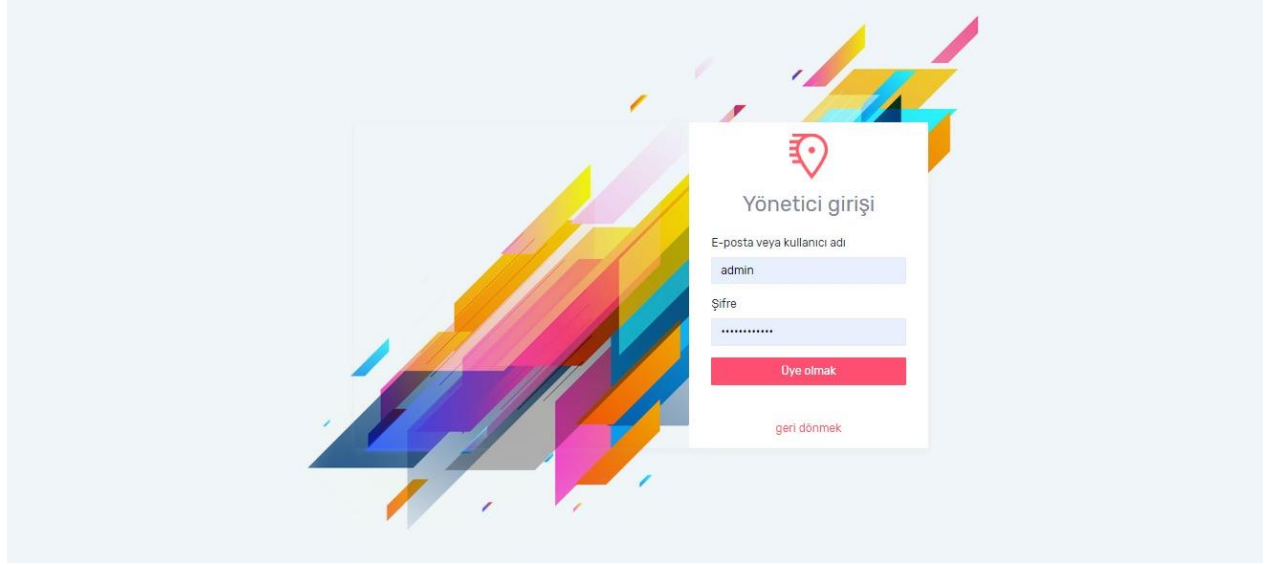 Yönetici girişi
E-posta veya kullanıcı adı
admin
Şifre
••••••••••••
Üye olmak
geri dönmek